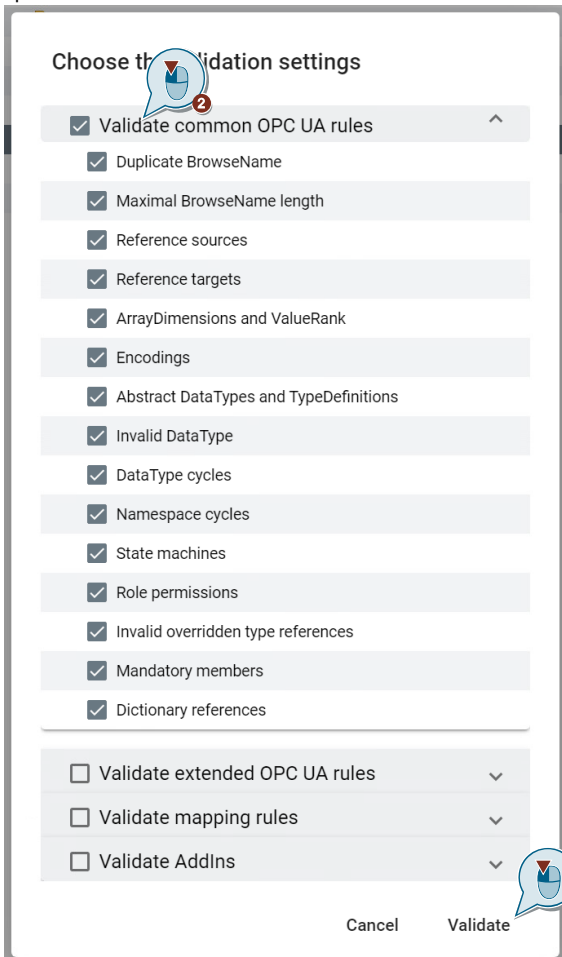 Choose th idation settings
2
Validate common OPC UA rules
Duplicate BrowseName
Maximal BrowseName length
Reference sources
Reference targets
ArrayDimensions and ValueRank
Encodings
Abstract DataTypes and TypeDefinitions
Invalid DataType
DataType cycles
Namespace cycles
State machines
Role permissions
Invalid overridden type references
Mandatory members
Dictionary references
Validate extended OPC UA rules
Validate mapping rules
Validate AddIns
Cancel Validate